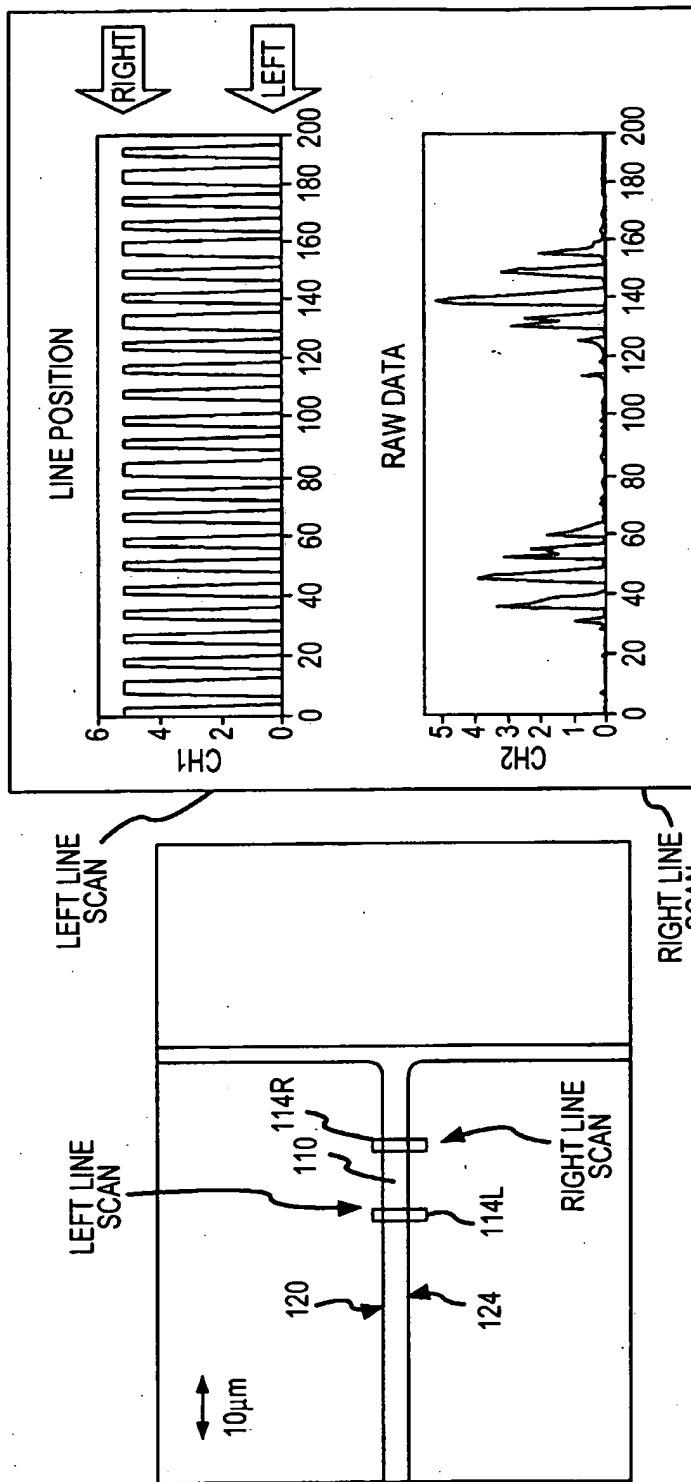 10μm
LEFT LINE
SCAN
120
124
110
114R
114L
RIGHT LINE
SCAN
LEFT LINE
SCAN
RIGHT LINE
SCAN
LINE POSITION
CH1
6
4
2
0
0 20 40 60 80 100 120 140 160 180 200
RIGHT
LEFT
RAW DATA
CH2
5
4
3
2
1
0
0 20 40 60 80 100 120 140 160 180 200